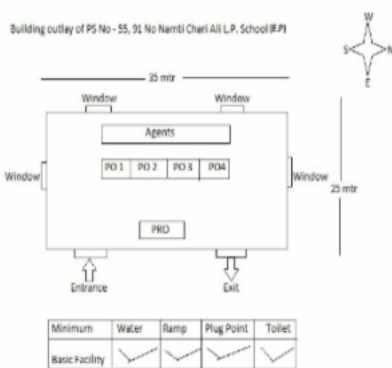 Building outlay of PS No - 55, 91 No Namti Chari Ali L.P. School (E.P)
W
S N
E
35 mtr
Window Window
Agents
PO 1 PO 2 PO 3 PO4
Window Window
25 mtr
PRO
Entrance Exit
Minimum Water Ramp Plug Point Toilet
Basic Facility